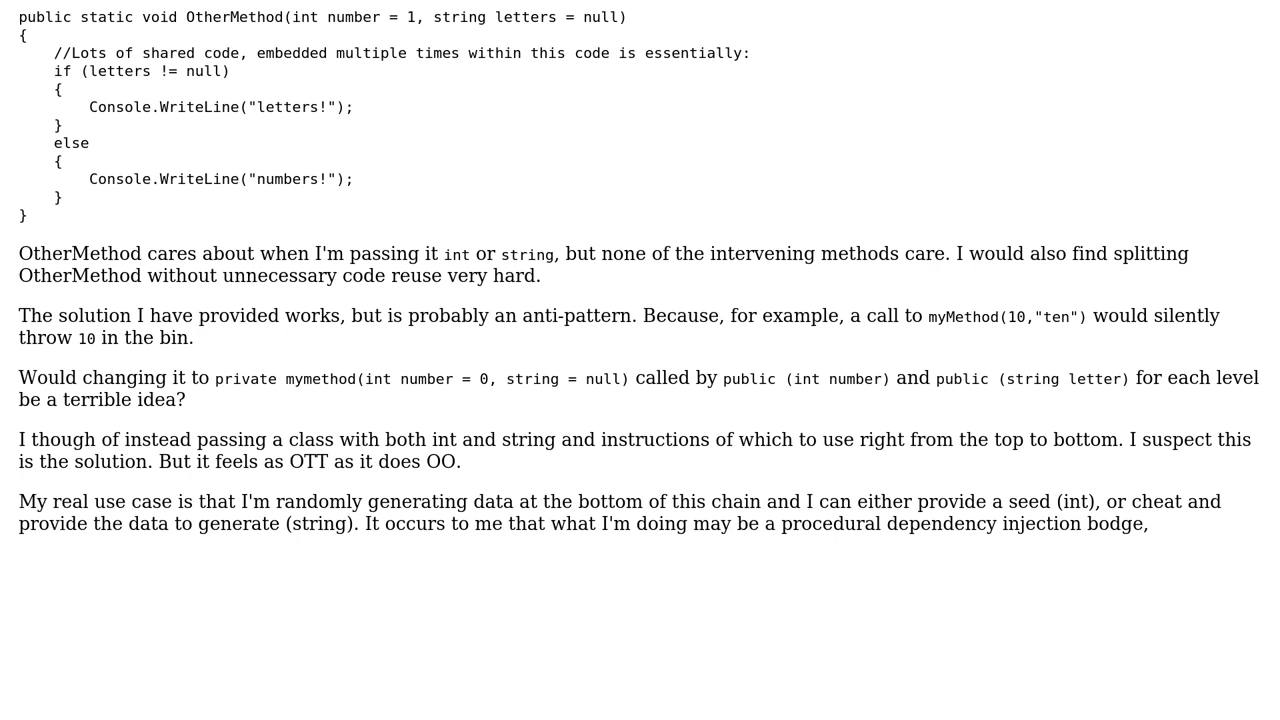 public static void OtherMethod(int number = 1, string letters = null)
{
    //Lots of shared code, embedded multiple times within this code is essentially:
    if (letters != null)
    {
        Console.WriteLine("letters!");
    }
    else
    {
        Console.WriteLine("numbers!");
    }
}
OtherMethod cares about when I'm passing it int or string, but none of the intervening methods care. I would also find splitting
OtherMethod without unnecessary code reuse very hard.
The solution I have provided works, but is probably an anti-pattern. Because, for example, a call to myMethod(10,"ten") would silently
throw 10 in the bin.
Would changing it to private mymethod(int number = 0, string = null) called by public (int number) and public (string letter) for each level
be a terrible idea?
I though of instead passing a class with both int and string and instructions of which to use right from the top to bottom. I suspect this
is the solution. But it feels as OTT as it does OO.
My real use case is that I'm randomly generating data at the bottom of this chain and I can either provide a seed (int), or cheat and
provide the data to generate (string). It occurs to me that what I'm doing may be a procedural dependency injection bodge,